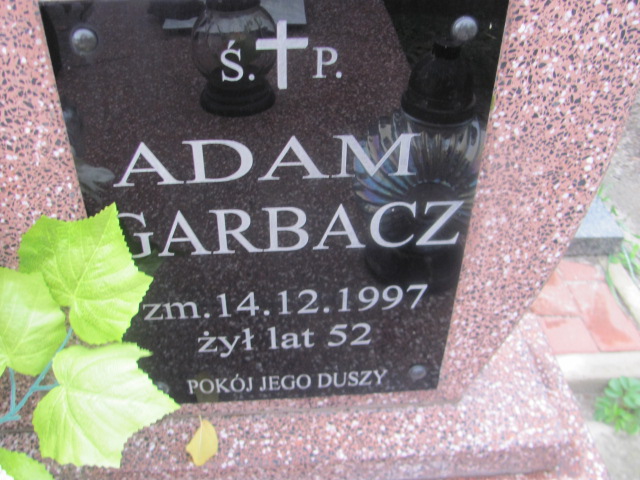 Ś. P.
ADAM
GARBACZ
zm.14.12.1997
żył lat 52
POKÓJ JEGO DUSZY